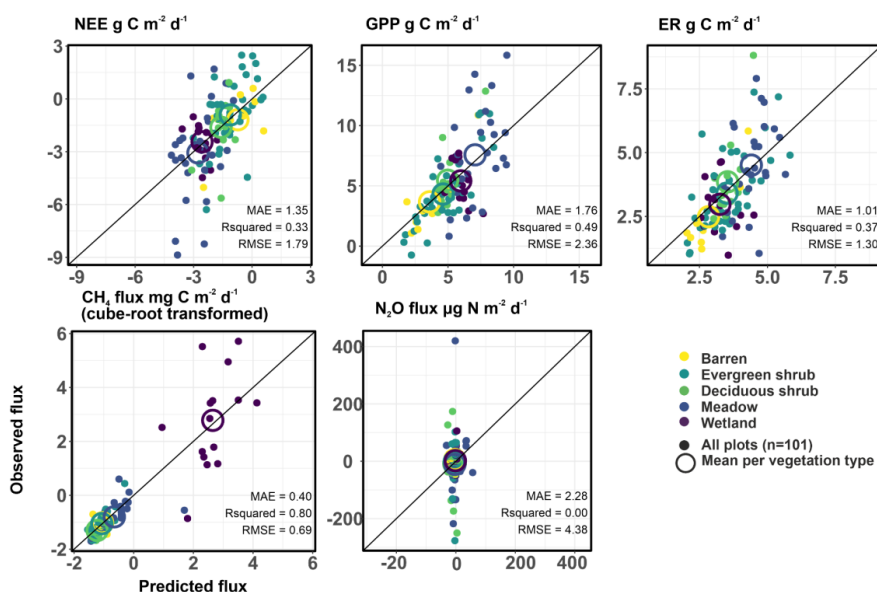 NEE g C m⁻² d⁻¹
GPP g C m⁻² d⁻¹
ER g C m⁻² d⁻¹
3
0
-3
-6
-9
MAE = 1.35
Rsquared = 0.33
RMSE = 1.79
-9 -6 -3 0 3
15
10
5
0
MAE = 1.76
Rsquared = 0.49
RMSE = 2.36
0 5 10 15
7.5
5.0
2.5
MAE = 1.01
Rsquared = 0.37
RMSE = 1.30
2.5 5.0 7.5
CH₄ flux mg C m⁻² d⁻¹
(cube-root transformed)
N₂O flux µg N m⁻² d⁻¹
Observed flux
6
4
2
0
-2
MAE = 0.40
Rsquared = 0.80
RMSE = 0.69
-2 0 2 4 6
Predicted flux
400
200
0
-200
MAE = 2.28
Rsquared = 0.00
RMSE = 4.38
-20 0 200 400
Barren
Evergreen shrub
Deciduous shrub
Meadow
Wetland
All plots (n=101)
Mean per vegetation type